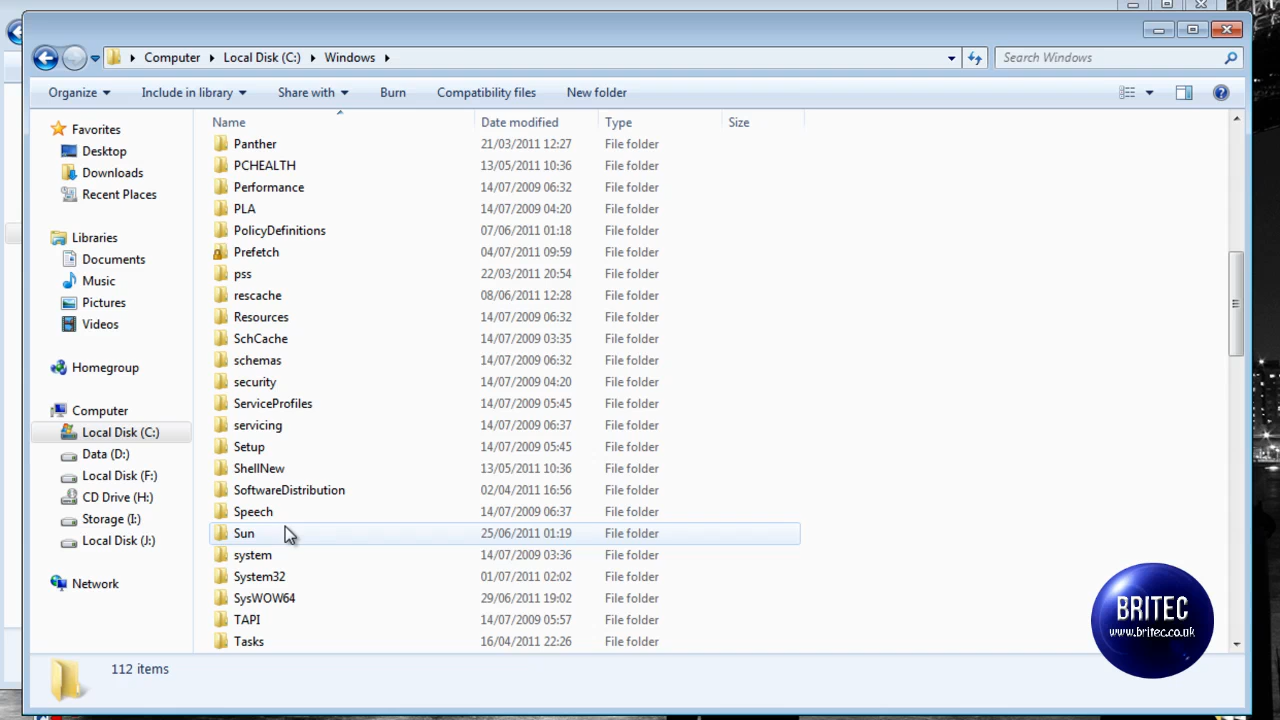 Computer Local Disk (C:) Windows
Search Windows
Organize Include in library Share with Burn Compatibility files New folder
Name Date modified Type Size
Favorites
Desktop
Downloads
Recent Places
Libraries
Documents
Music
Pictures
Videos
Homegroup
Computer
Local Disk (C:)
Data (D:)
Local Disk (F:)
CD Drive (H:)
Storage (I:)
Local Disk (J:)
Network
Panther 21/03/2011 12:27 File folder
PCHEALTH 13/05/2011 10:36 File folder
Performance 14/07/2009 06:32 File folder
PLA 14/07/2009 04:20 File folder
PolicyDefinitions 07/06/2011 01:18 File folder
Prefetch 04/07/2011 09:59 File folder
pss 22/03/2011 20:54 File folder
rescache 08/06/2011 12:28 File folder
Resources 14/07/2009 06:32 File folder
SchCache 14/07/2009 03:35 File folder
schemas 14/07/2009 06:32 File folder
security 14/07/2009 04:20 File folder
ServiceProfiles 14/07/2009 05:45 File folder
servicing 14/07/2009 06:37 File folder
Setup 14/07/2009 05:45 File folder
ShellNew 13/05/2011 10:36 File folder
SoftwareDistribution 02/04/2011 16:56 File folder
Speech 14/07/2009 06:37 File folder
Sun 25/06/2011 01:19 File folder
system 14/07/2009 03:36 File folder
System32 01/07/2011 02:02 File folder
SysWOW64 29/06/2011 19:02 File folder
TAPI 14/07/2009 05:57 File folder
Tasks 16/04/2011 22:26 File folder
112 items
BRITEC
www.britec.co.uk